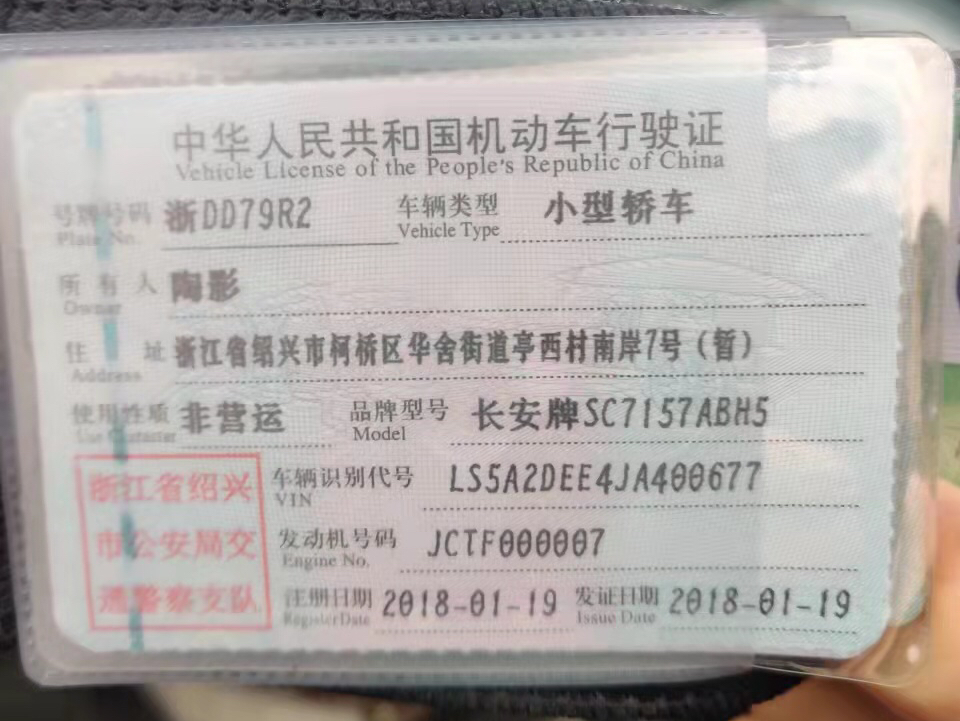 中华人民共和国机动车行驶证
Vehicle License of the People's Republic of China
号牌号码 浙DD79R2 车辆类型 小型轿车
Plate No. Vehicle Type
所有人 陶影
Owner
住址 浙江省绍兴市柯桥区华舍街道亭西村南岸7号（暂）
Address
使用性质 非营运 品牌型号 长安牌SC7157ABH5
Use Character Model
浙江省绍兴
市公安局交
通警察支队
车辆识别代号 LS5A2DEE4JA400677
VIN
发动机号码 JCTF000007
Engine No.
注册日期 2018-01-19 发证日期 2018-01-19
Register Date Issue Date